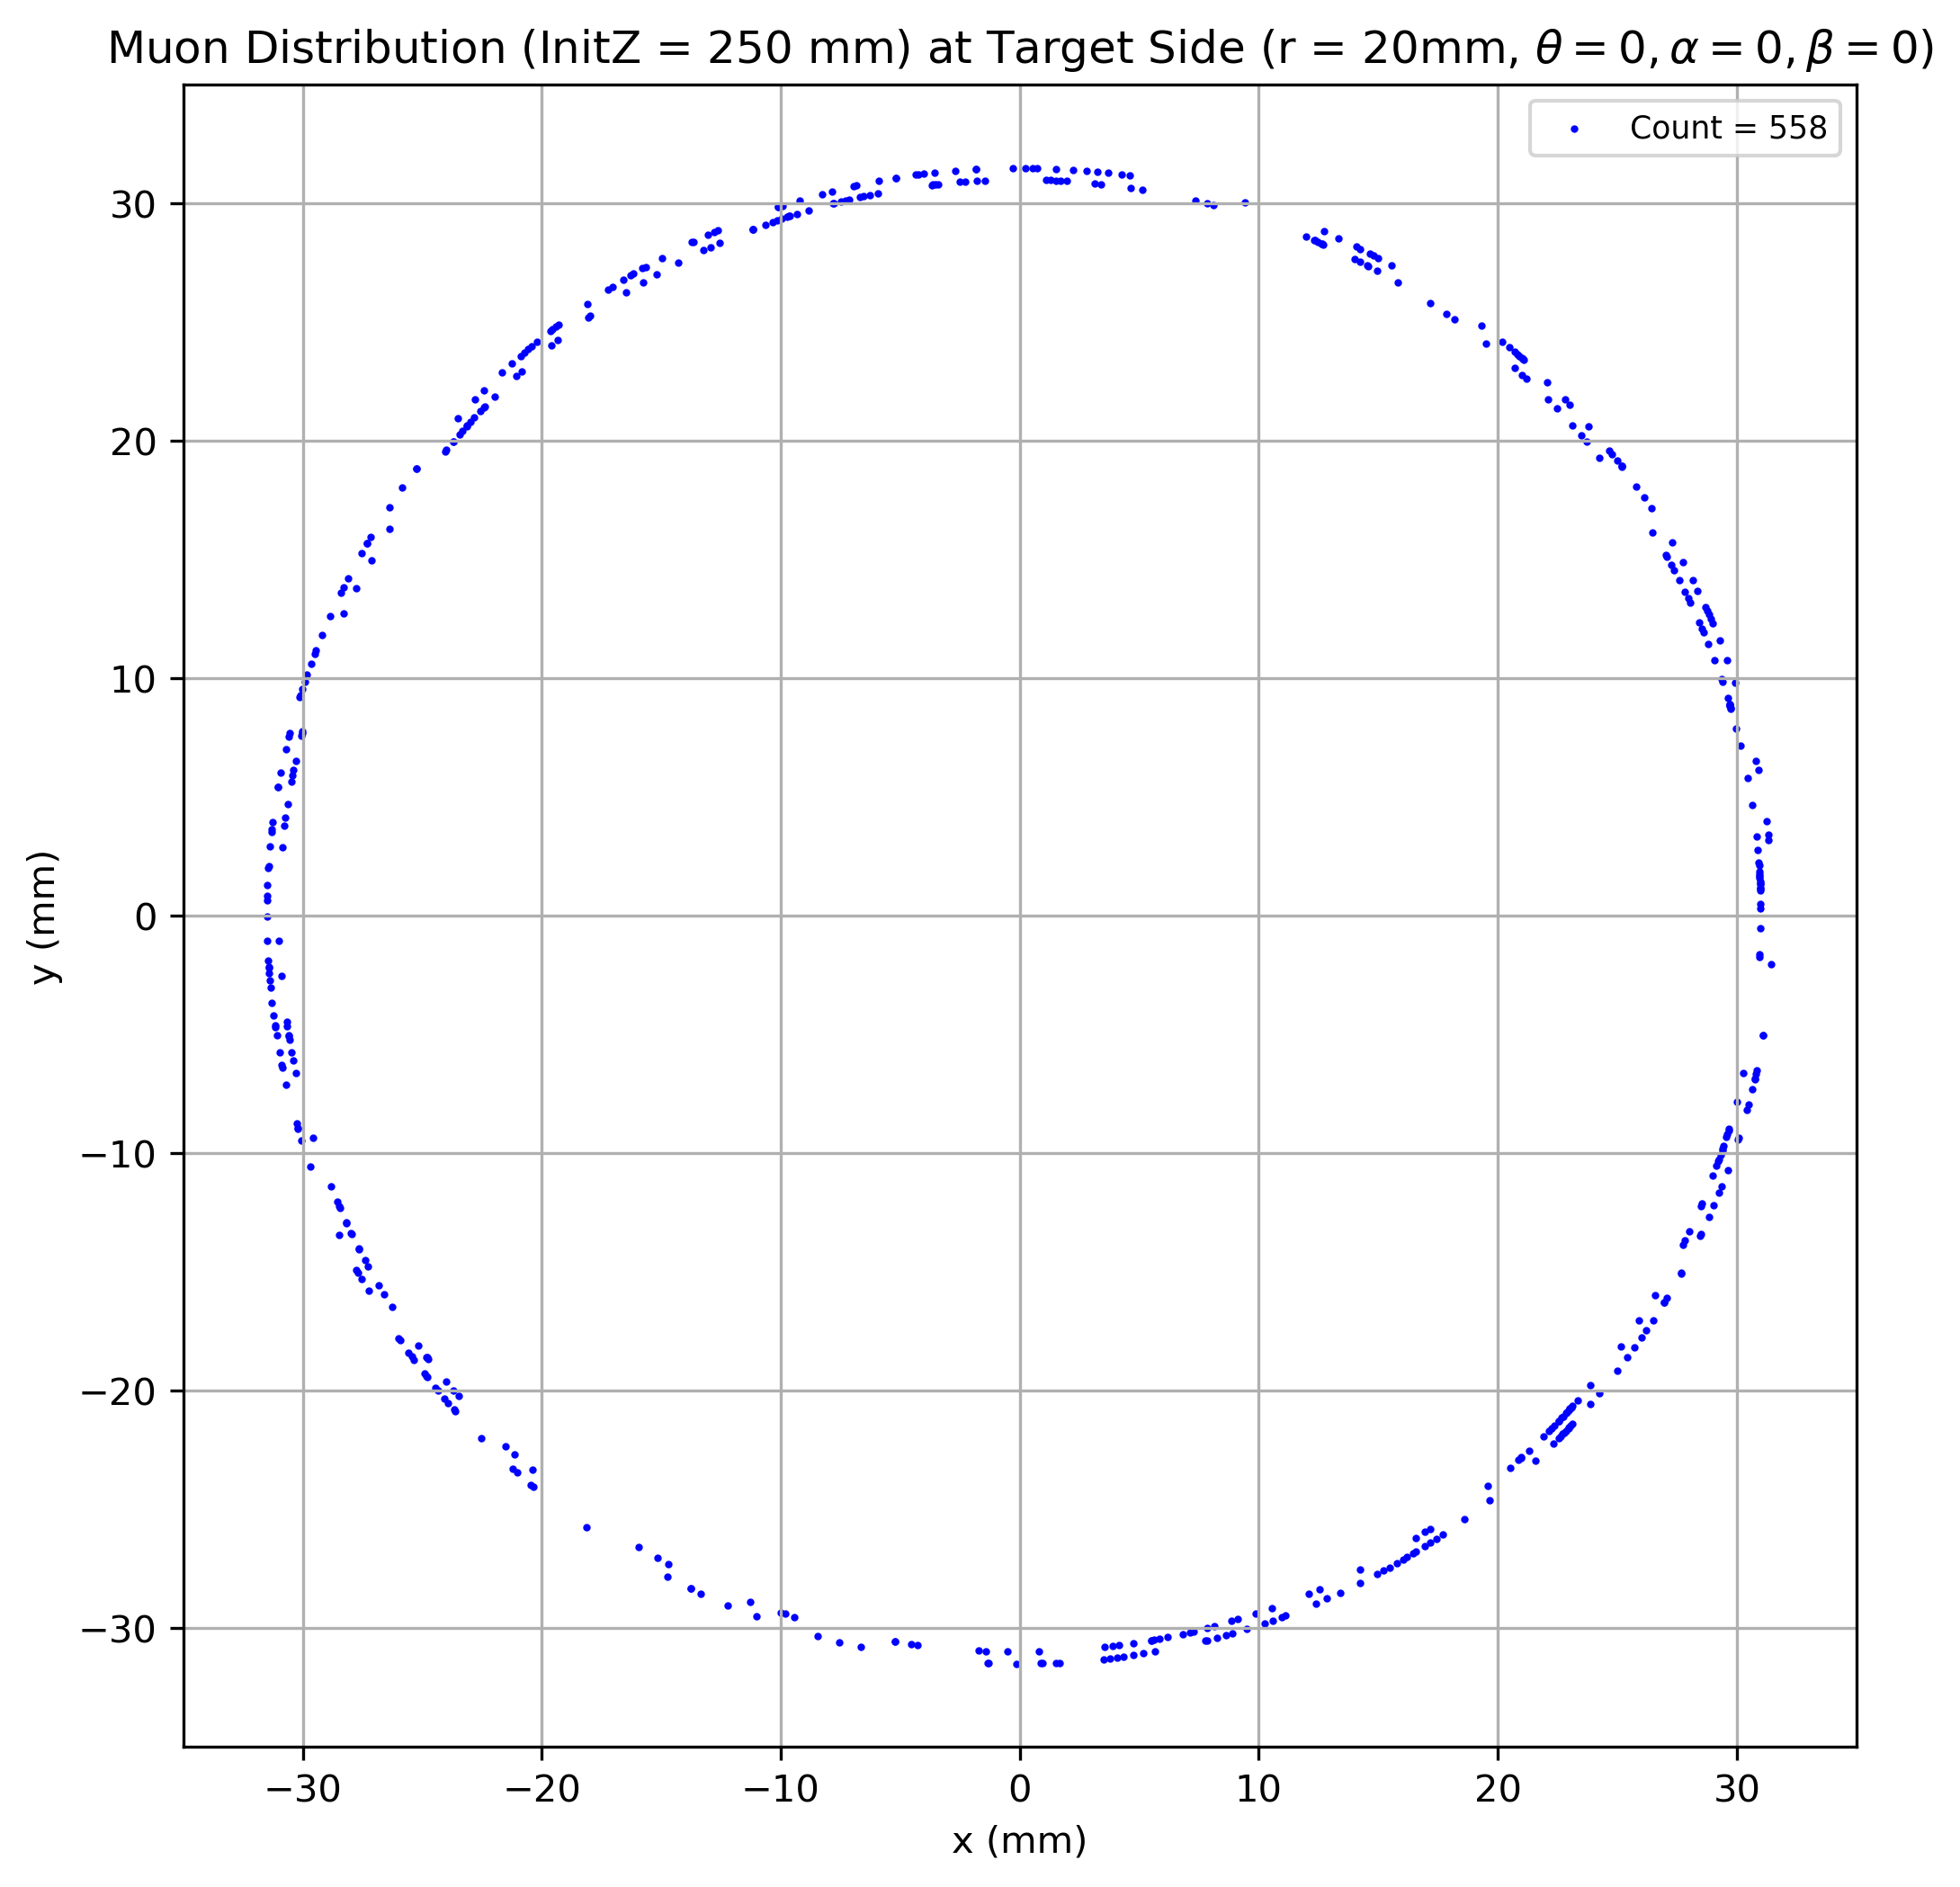 Muon Distribution (InitZ = 250 mm) at Target Side (r = 20mm, θ = 0, α = 0, β = 0)
Count = 558
30
20
10
0
−10
−20
−30
y (mm)
−30 −20 −10 0 10 20 30
x (mm)